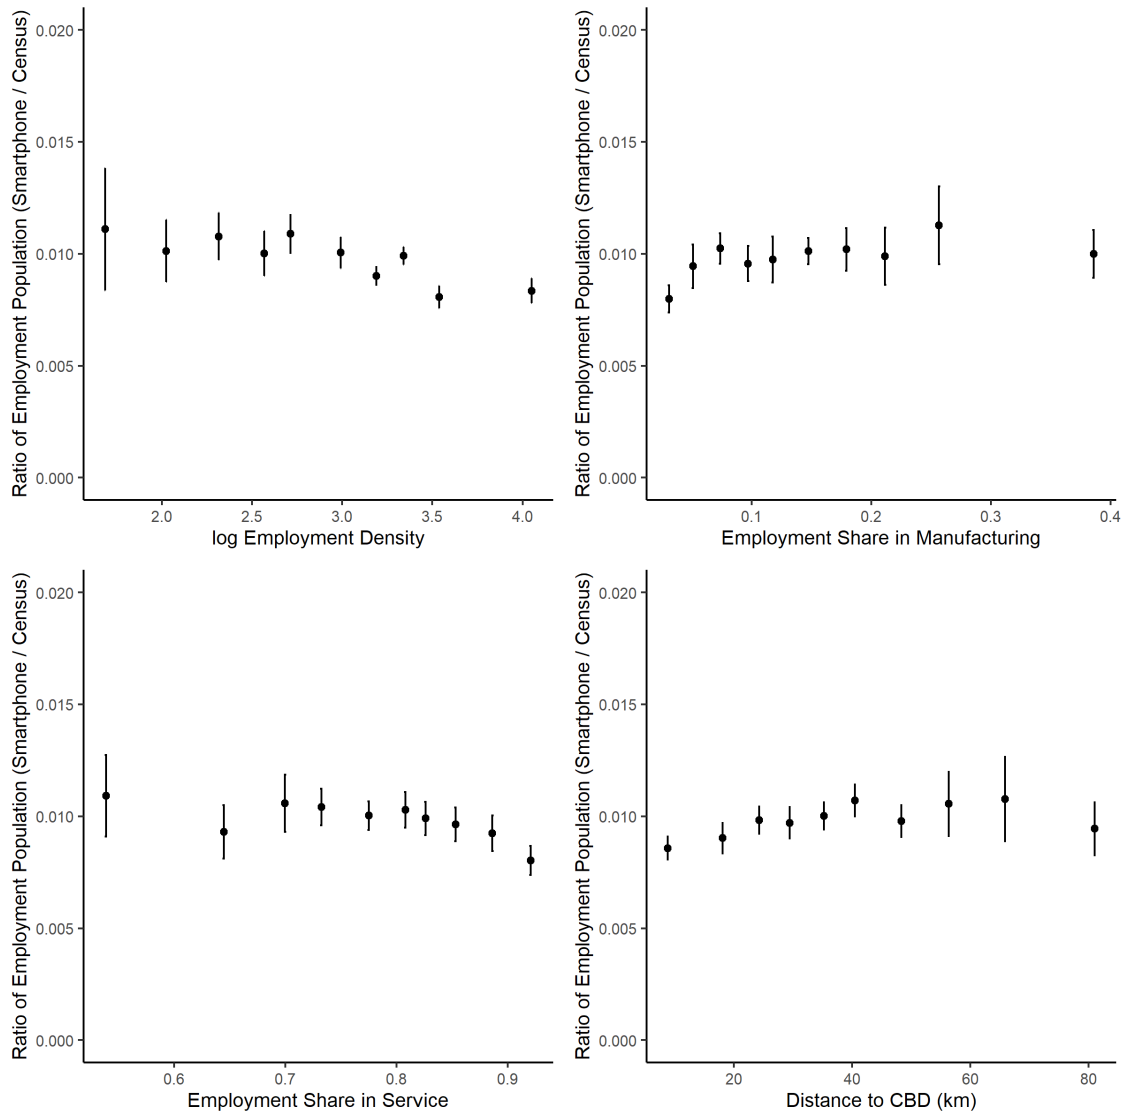 Ratio of Employment Population (Smartphone / Census)
0.020
0.015
0.010
0.005
0.000
2.0 2.5 3.0 3.5 4.0
log Employment Density
Ratio of Employment Population (Smartphone / Census)
0.020
0.015
0.010
0.005
0.000
0.1 0.2 0.3 0.4
Employment Share in Manufacturing
Ratio of Employment Population (Smartphone / Census)
0.020
0.015
0.010
0.005
0.000
0.6 0.7 0.8 0.9
Employment Share in Service
Ratio of Employment Population (Smartphone / Census)
0.020
0.015
0.010
0.005
0.000
20 40 60 80
Distance to CBD (km)